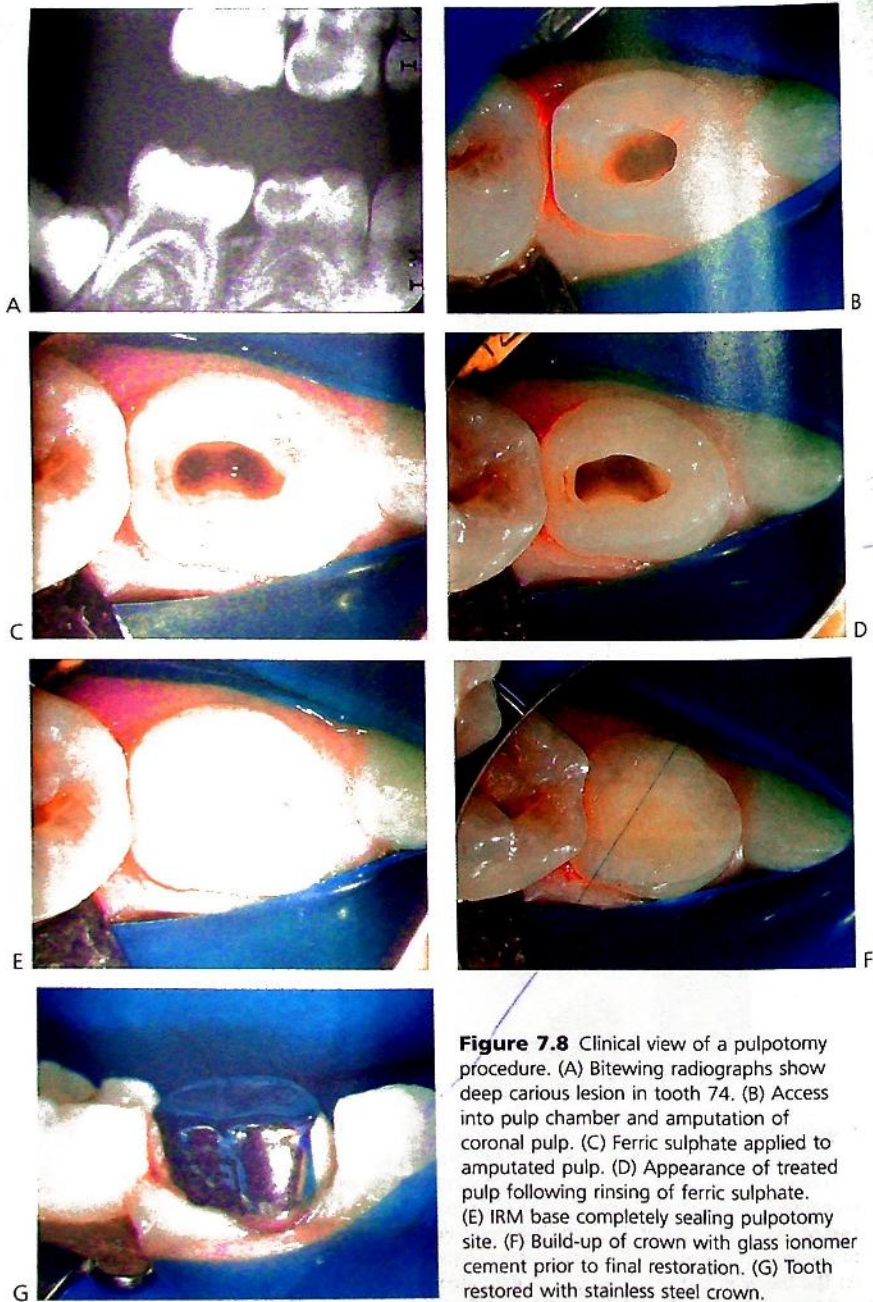 A
B
C
D
E
F
G
Figure 7.8 Clinical view of a pulpotomy
procedure. (A) Bitewing radiographs show
deep carious lesion in tooth 74. (B) Access
into pulp chamber and amputation of
coronal pulp. (C) Ferric sulphate applied to
amputated pulp. (D) Appearance of treated
pulp following rinsing of ferric sulphate.
(E) IRM base completely sealing pulpotomy
site. (F) Build-up of crown with glass ionomer
cement prior to final restoration. (G) Tooth
restored with stainless steel crown.